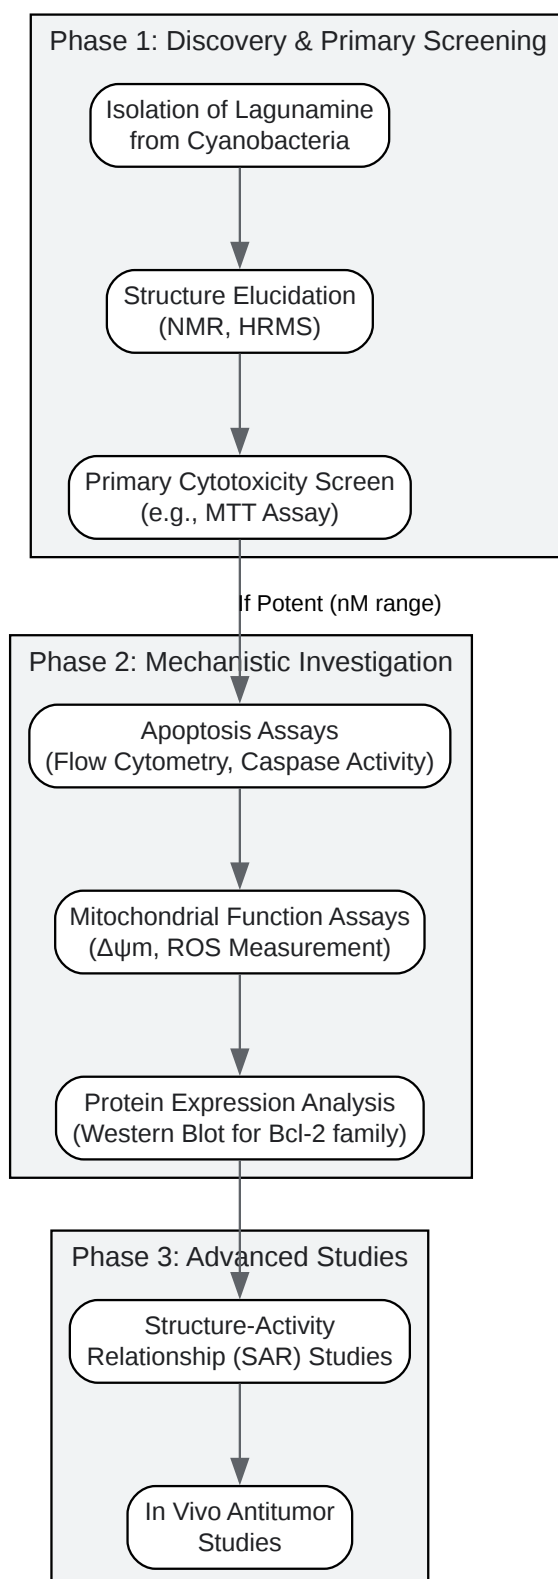 Phase 1: Discovery & Primary Screening
Isolation of Lagunamine
from Cyanobacteria
Structure Elucidation
(NMR, HRMS)
Primary Cytotoxicity Screen
(e.g., MTT Assay)
If Potent (nM range)
Phase 2: Mechanistic Investigation
Apoptosis Assays
(Flow Cytometry, Caspase Activity)
Mitochondrial Function Assays
(Δψm, ROS Measurement)
Protein Expression Analysis
(Western Blot for Bcl-2 family)
Phase 3: Advanced Studies
Structure-Activity
Relationship (SAR) Studies
In Vivo Antitumor
Studies